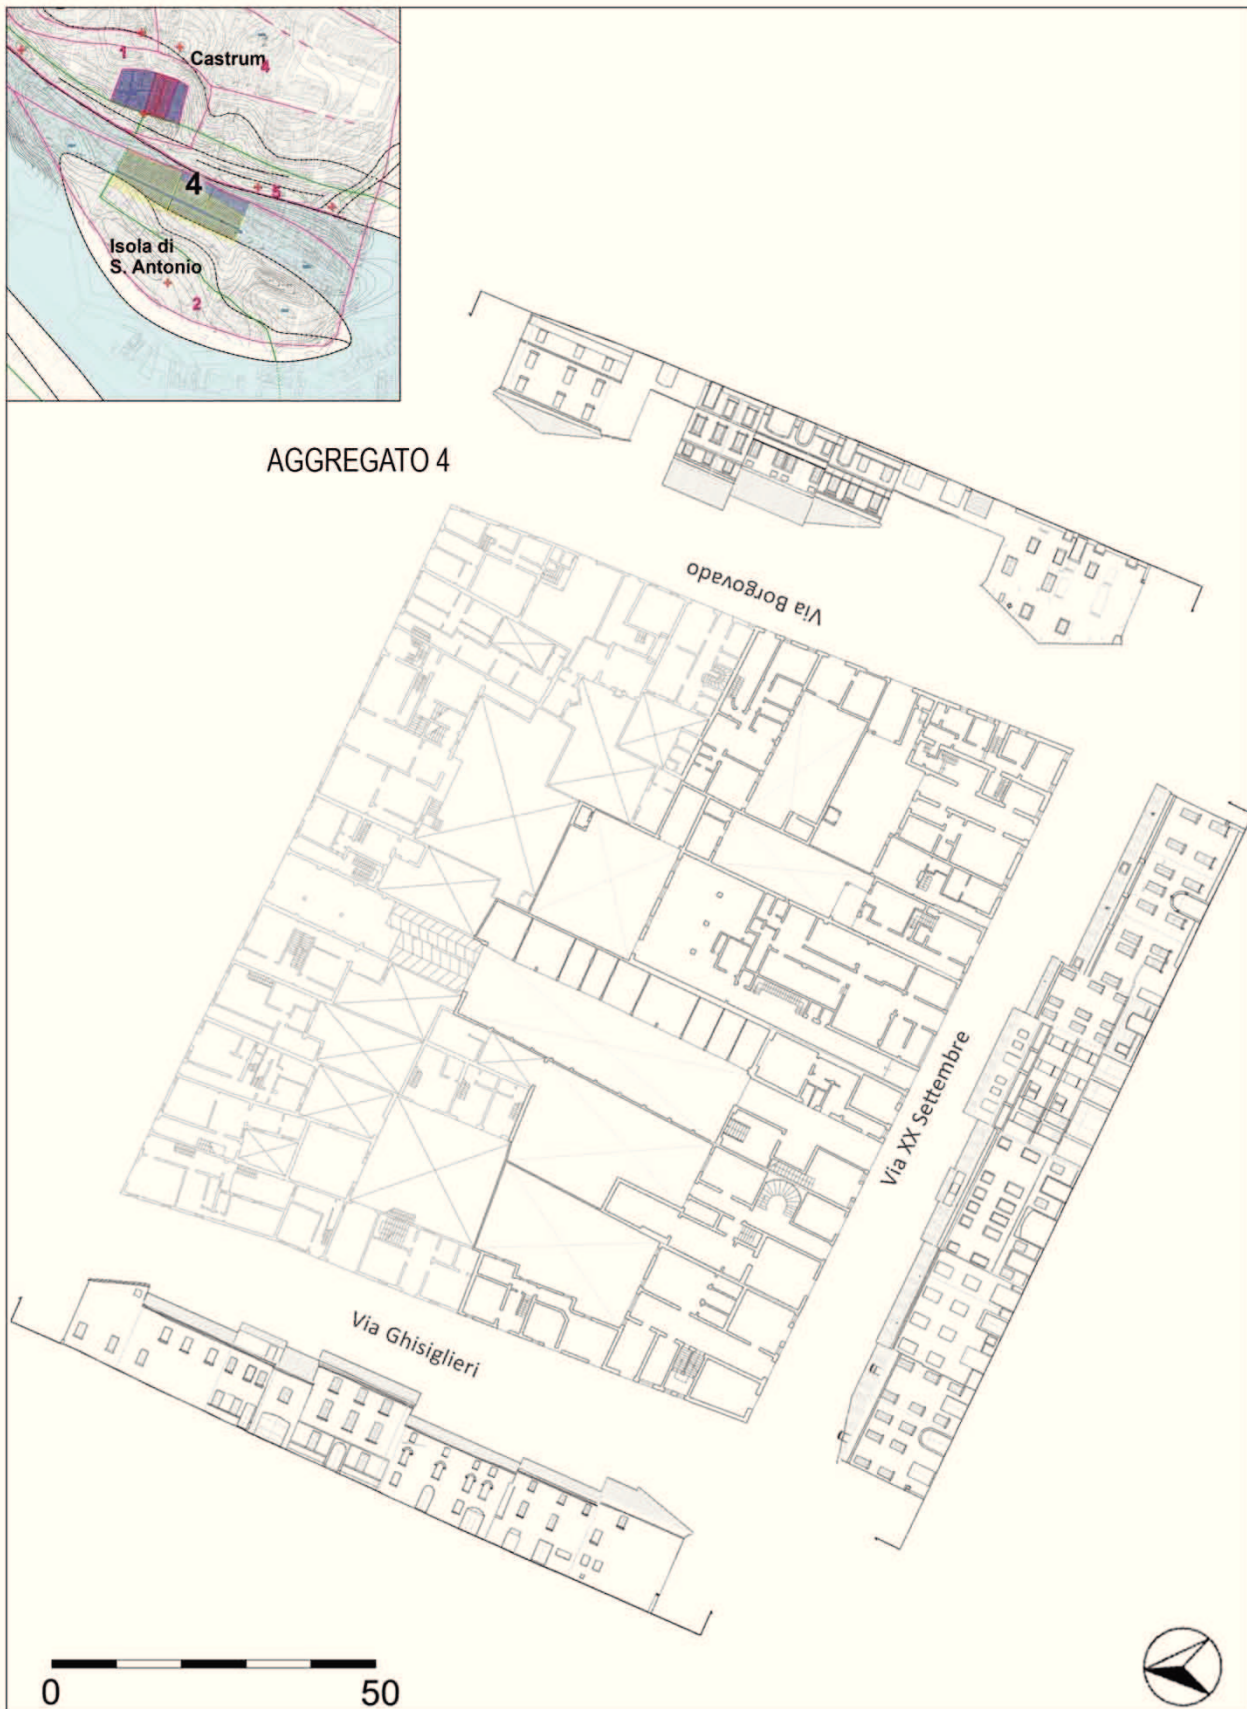 1
Castrum
4
4
5
Isola di
S. Antonio
2
AGGREGATO 4
Via Borgovado
Via XX Settembre
Via Ghisiglieri
0 50